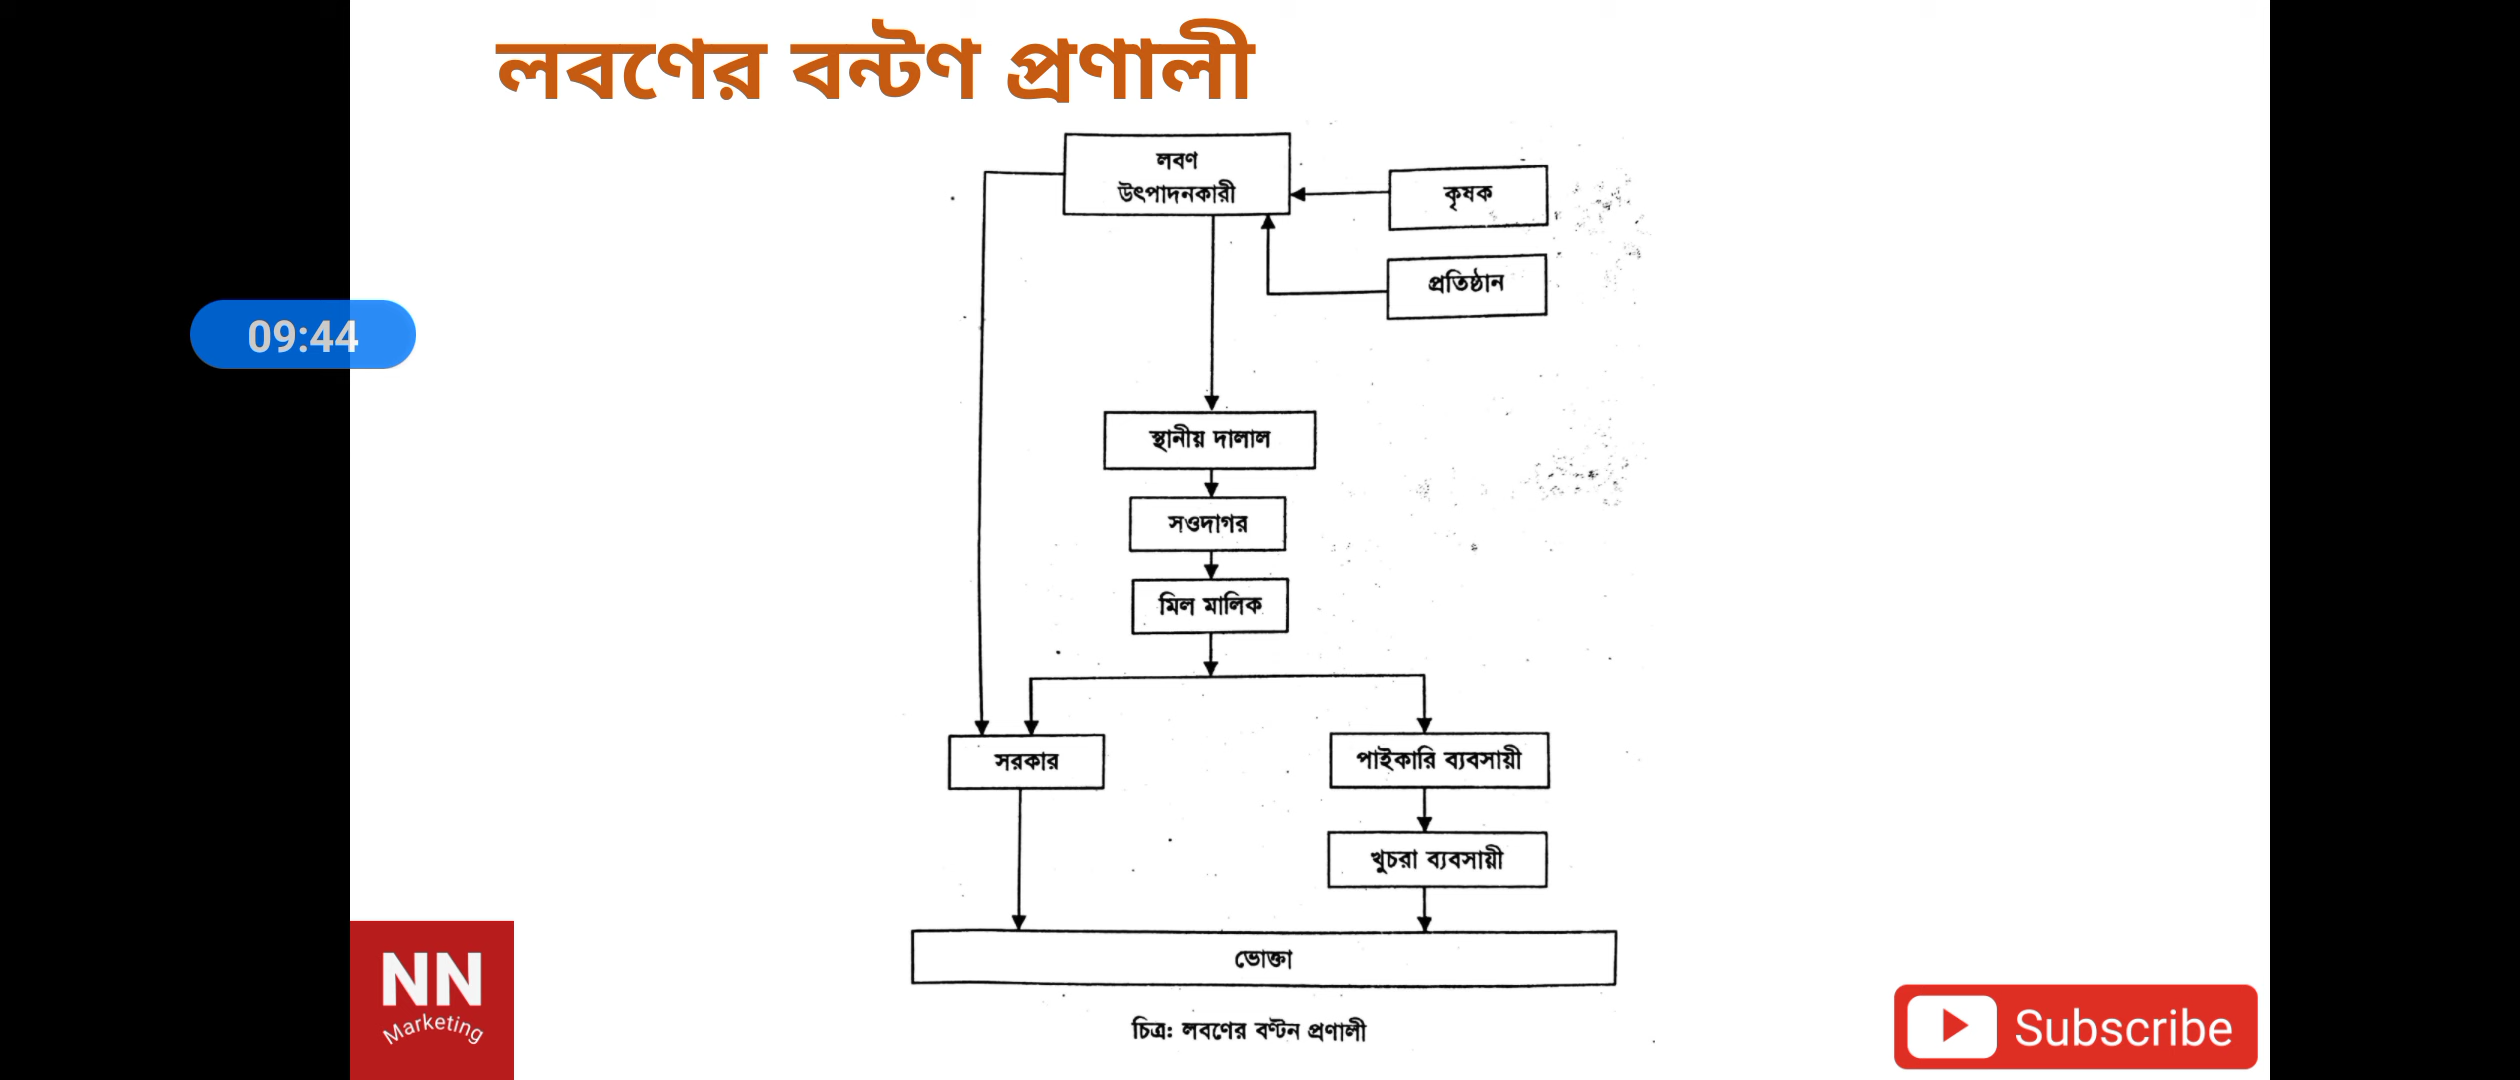 লবণের বন্টণ প্রণালী
লবণ
উৎপাদনকারী
কৃষক
প্রতিষ্ঠান
09:44
স্থানীয় দালাল
সওদাগর
মিল মালিক
সরকার
পাইকারি ব্যবসায়ী
খুচরা ব্যবসায়ী
ভোক্তা
চিত্র: লবণের বণ্টন প্রণালী
NN
Marketing
Subscribe